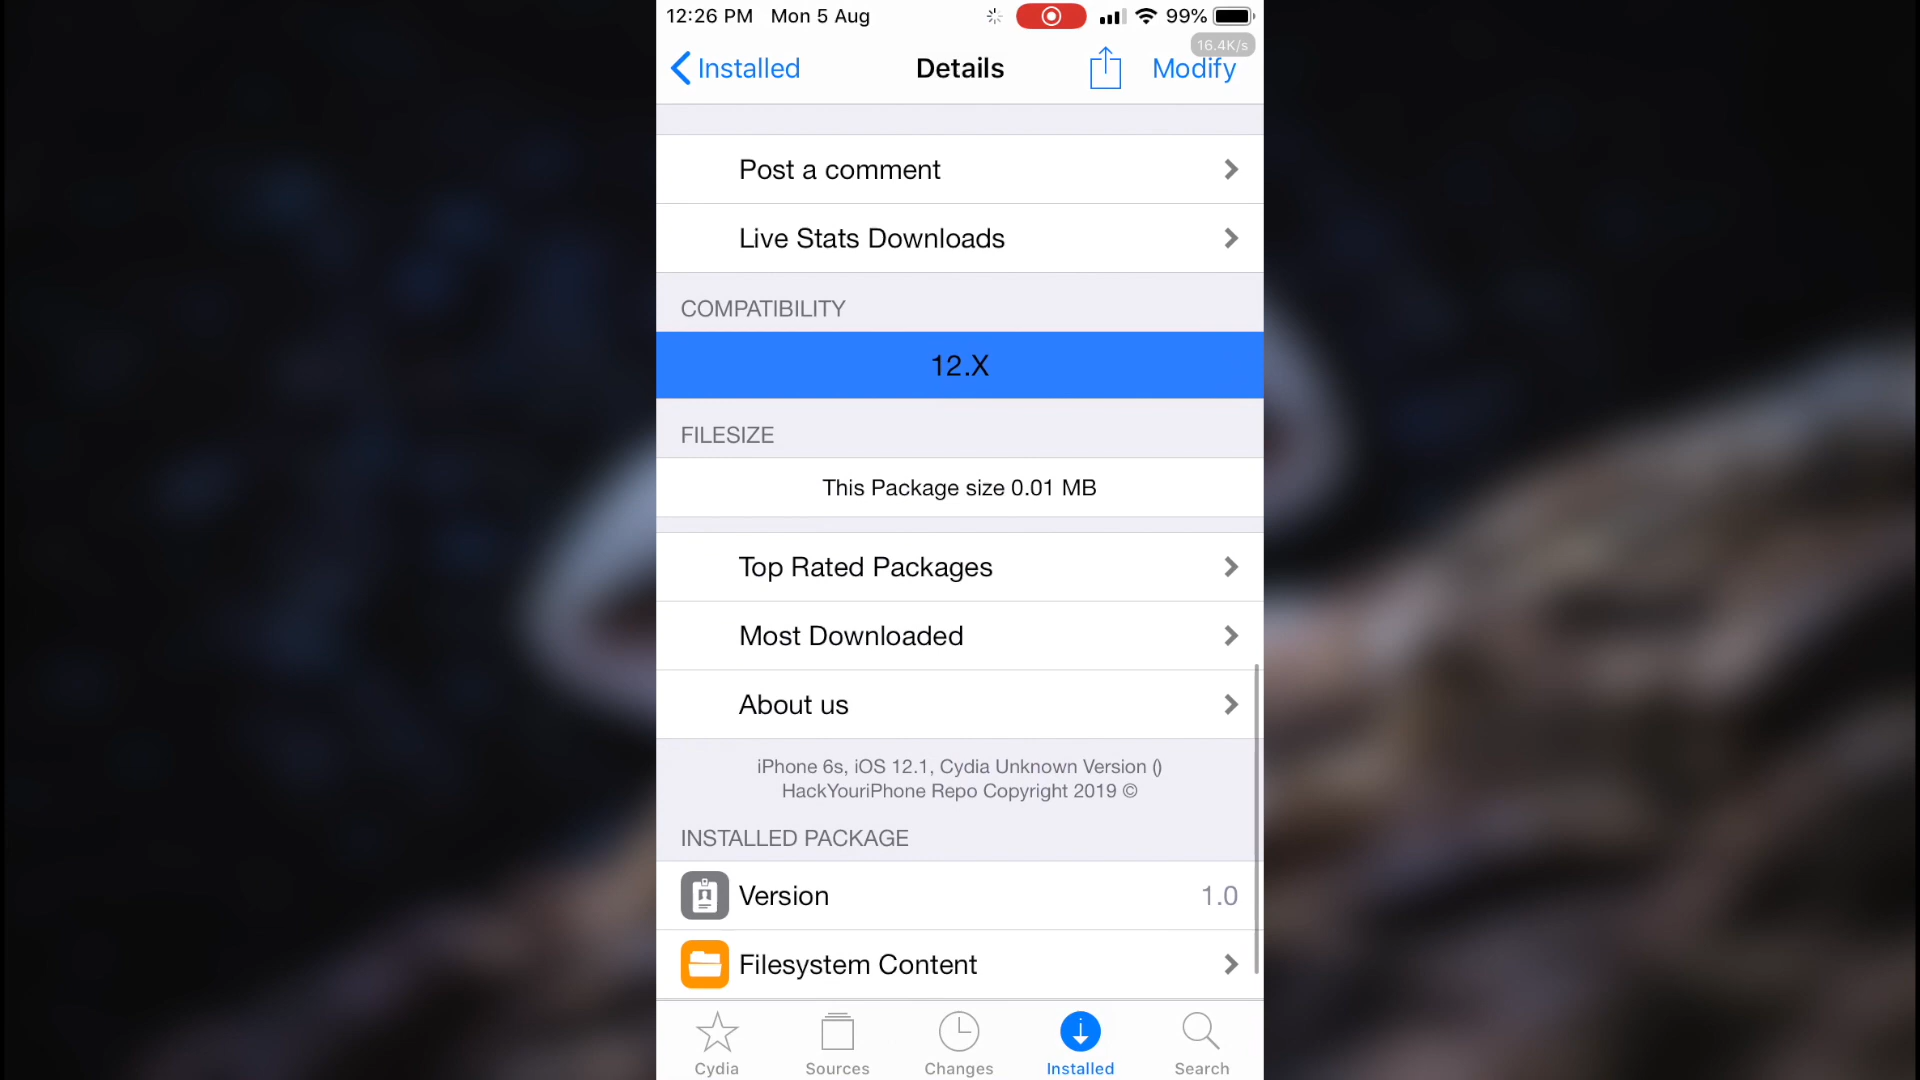 12:26 PM Mon 5 Aug 99%
16.4K/s
Installed Details Modify
Post a comment
Live Stats Downloads
COMPATIBILITY
12.X
FILESIZE
This Package size 0.01 MB
Top Rated Packages
Most Downloaded
About us
iPhone 6s, iOS 12.1, Cydia Unknown Version ()
HackYouriPhone Repo Copyright 2019 ©
INSTALLED PACKAGE
Version 1.0
Filesystem Content
Cydia Sources Changes Installed Search